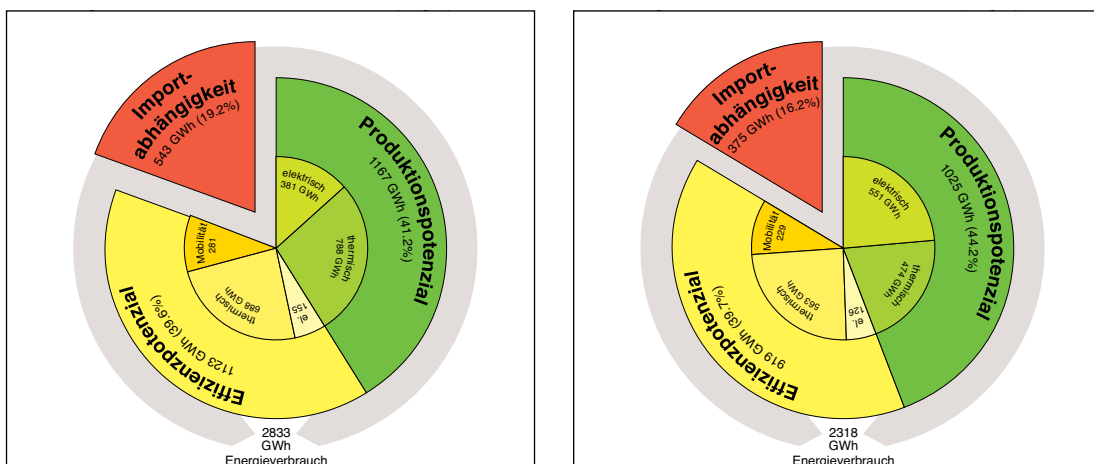 Import-
abhängigkeit
543 GWh (19.2%)
Produktionspotenzial
1167 GWh (41.2%)
elektrisch
381 GWh
thermisch
788 GWh
el.
155
thermisch
688 GWh
Mobilität
281
Effizienzpotenzial
1123 GWh (39.6%)
2833
GWh
Energieverbrauch
Import-
abhängigkeit
375 GWh (16.2%)
Produktionspotenzial
1025 GWh (44.2%)
elektrisch
551 GWh
thermisch
474 GWh
el.
126
thermisch
563 GWh
Mobilität
229
Effizienzpotenzial
919 GWh (39.7%)
2318
GWh
Energieverbrauch